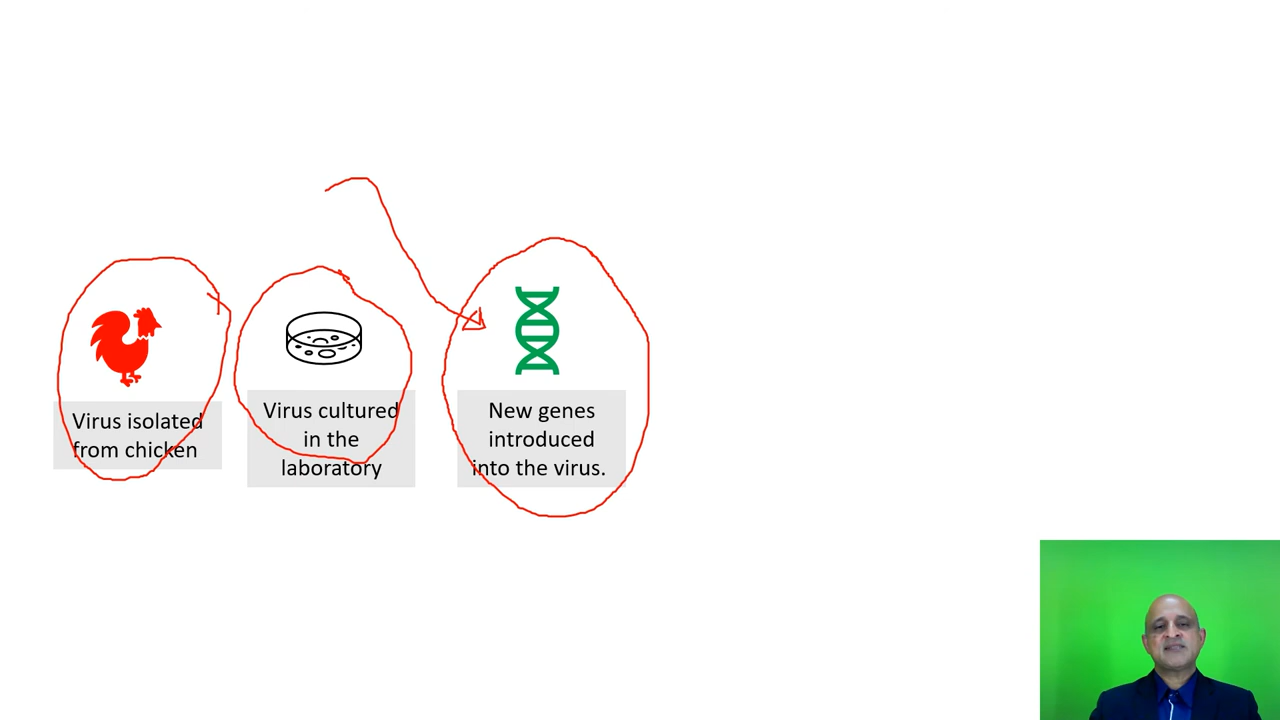 Virus isolated
from chicken
Virus cultured
in the
laboratory
New genes
introduced
into the virus.